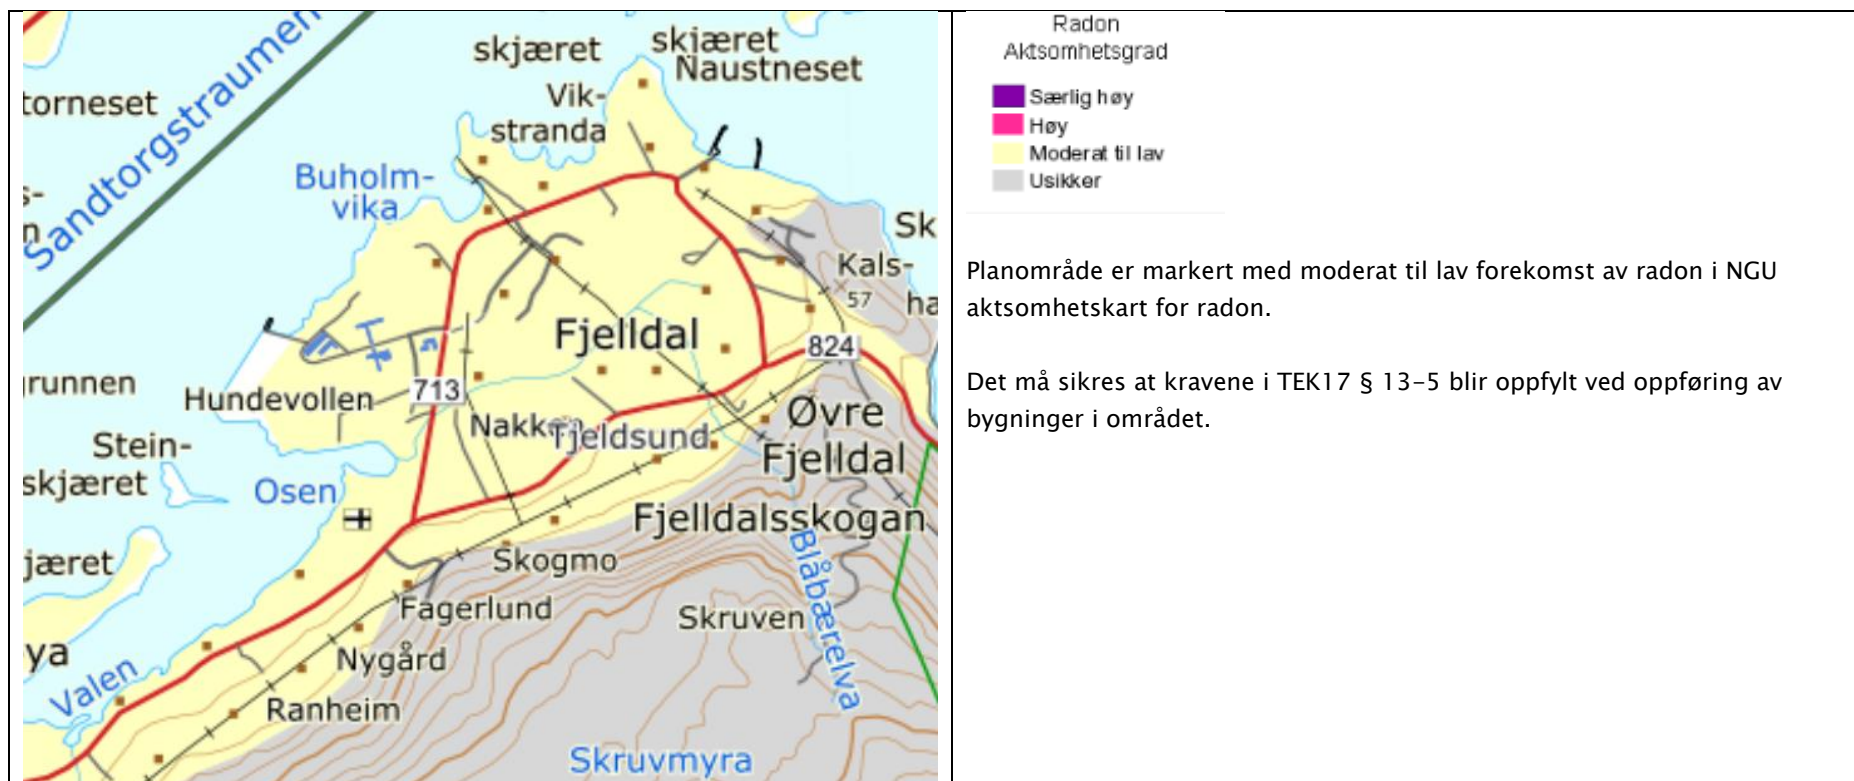 skjæret
skjæret
Naustneset
torneset
Vik-
stranda
Sandtorgstraumen
Buholm-
vika
Sk
Kals-
57
ha
Fjelldal
824
runnen
Hundevollen
713
Nakken
Fjeldsund
Øvre
Fjelldal
Stein-
skjæret
Osen
Fjelldalsskogan
jæret
Skogmo
Blåbærelva
Fagerlund
Skruven
ya
Nygård
Valen
Ranheim
Skruvmyra
Radon
Aktsomhetsgrad
Særlig høy
Høy
Moderat til lav
Usikker
Planområde er markert med moderat til lav forekomst av radon i NGU
aktsomhetskart for radon.
Det må sikres at kravene i TEK17 § 13-5 blir oppfylt ved oppføring av
bygninger i området.